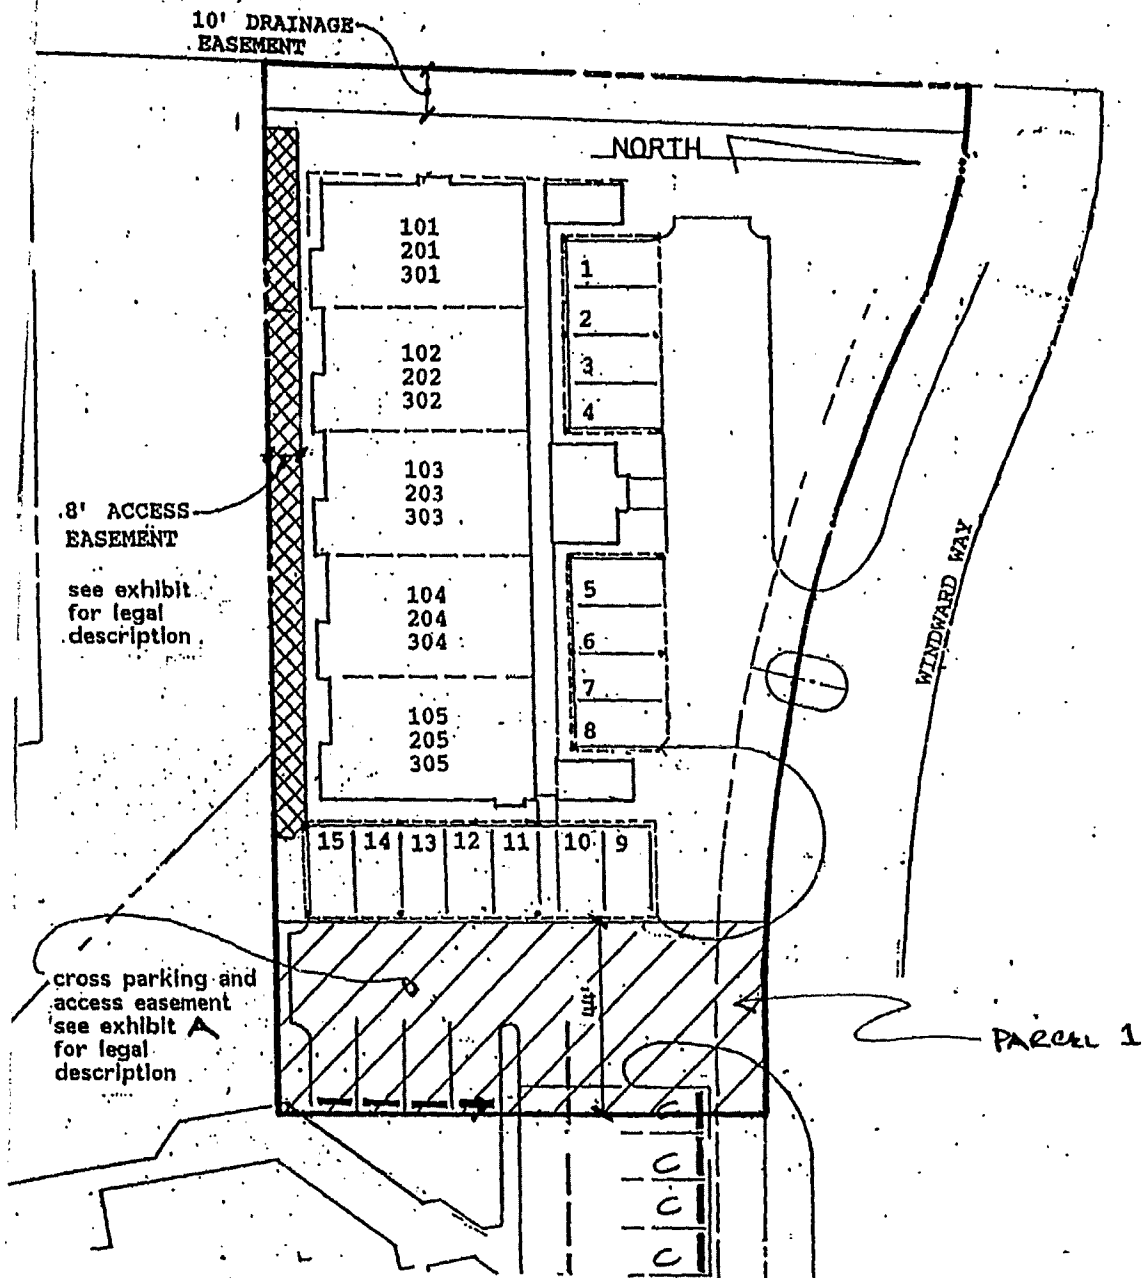 10' DRAINAGE
EASEMENT
NORTH
101
201
301
1
2
3
4
102
202
302
103
203
303
8' ACCESS
EASEMENT
see exhibit
for legal
description
104
204
304
5
6
7
8
WINDWARD WAY
105
205
305
15 14 13 12 11 10 9
cross parking and
access easement
see exhibit A
for legal
description
44'
PARCEL 1
C
C
C
C